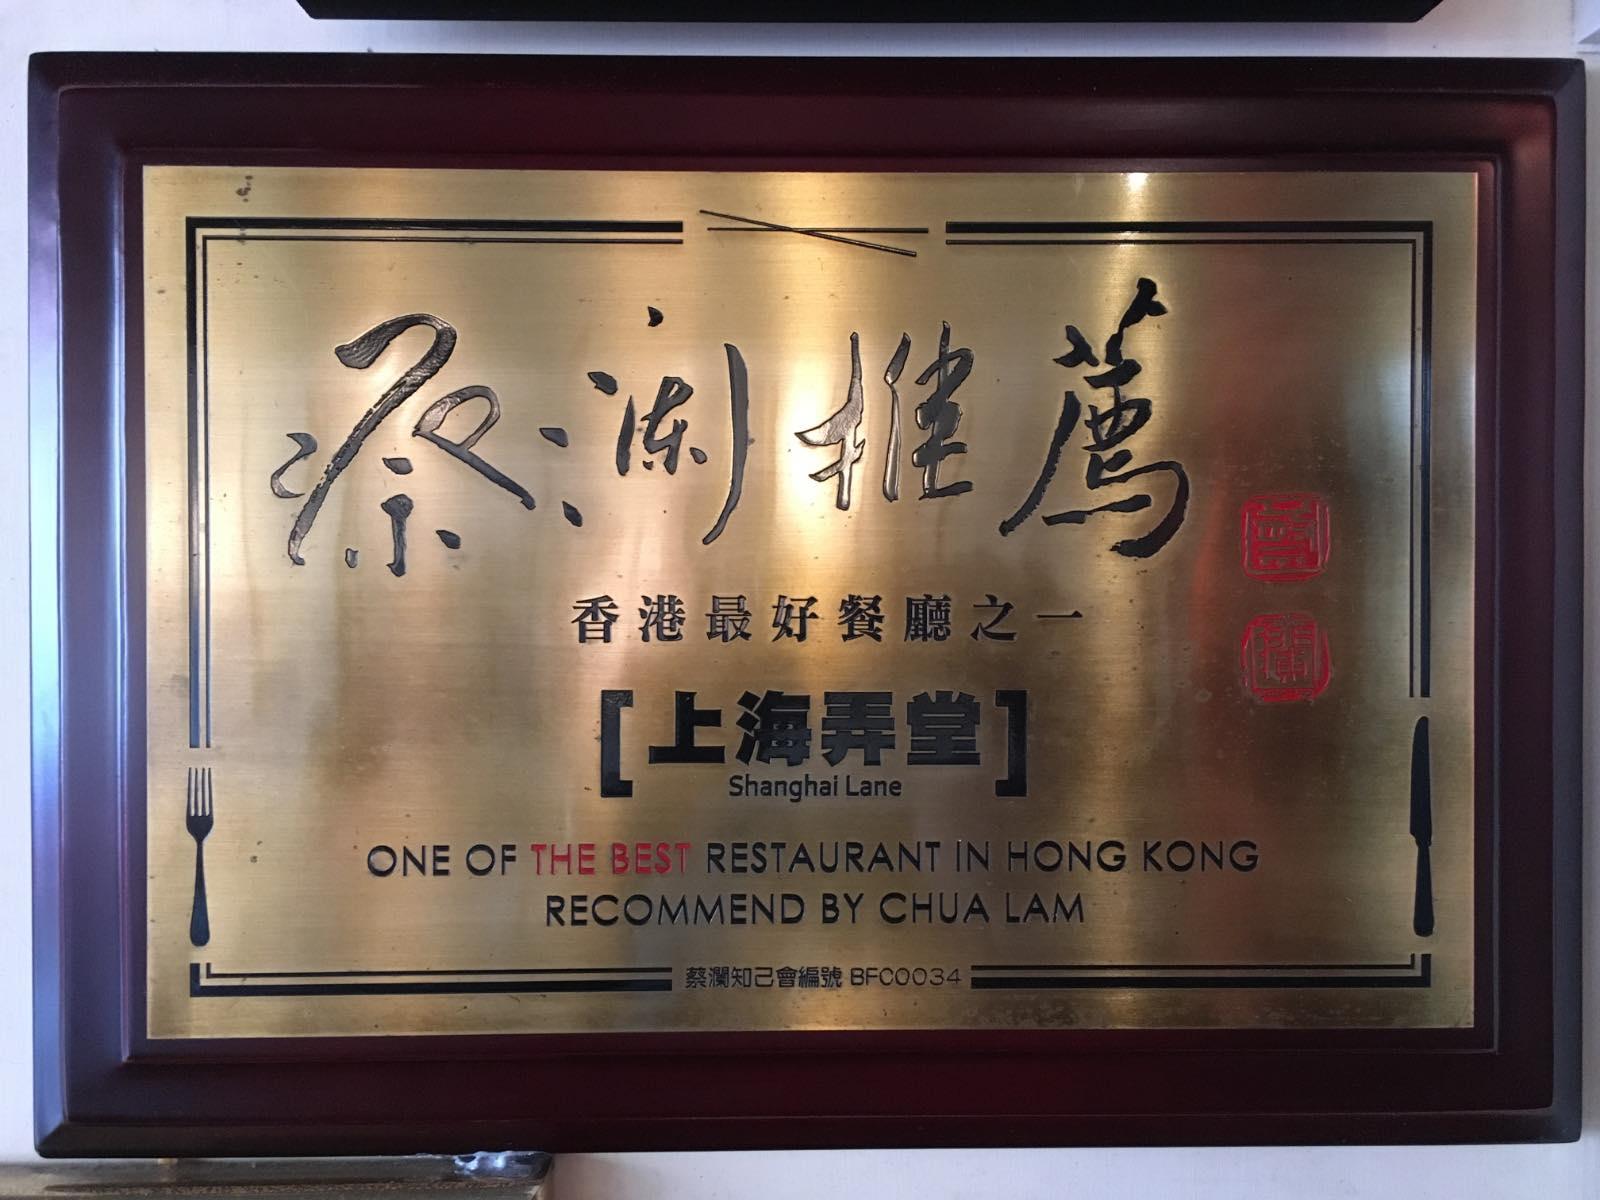 蔡瀾推薦
香港最好餐廳之一
[上海弄堂]
Shanghai Lane
ONE OF THE BEST RESTAURANT IN HONG KONG
RECOMMEND BY CHUA LAM
蔡瀾知己會編號 BFC0034